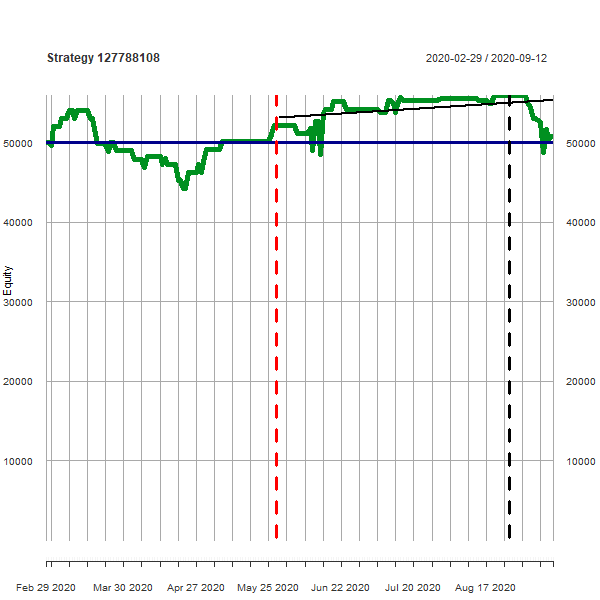 Strategy 127788108
2020-02-29 / 2020-09-12
50000
50000
40000
40000
Equity
30000
30000
20000
20000
10000
10000
Feb 29 2020
Mar 30 2020
Apr 27 2020
May 25 2020
Jun 22 2020
Jul 20 2020
Aug 17 2020